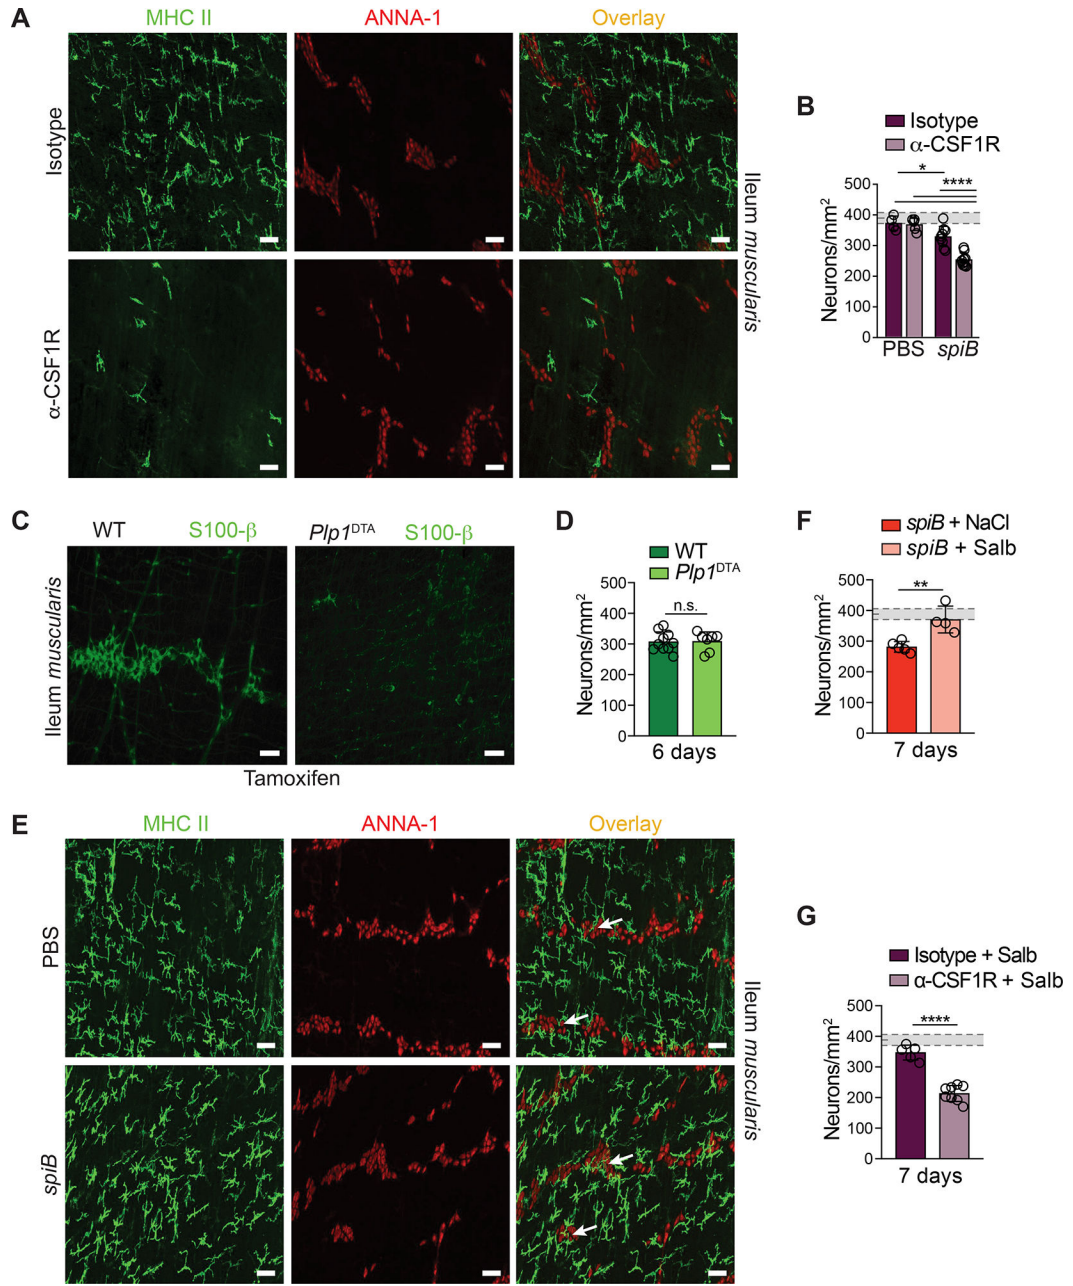 A
MHC II
ANNA-1
Overlay
Isotype
α-CSF1R
Ileum muscularis
B
Isotype
α-CSF1R
*
****
500
400
300
200
100
0
Neurons/mm²
PBS
spiB
C
WT
S100-β
Plp1ᴰᵀᴬ
S100-β
Ileum muscularis
Tamoxifen
D
WT
Plp1ᴰᵀᴬ
n.s.
500
400
300
200
100
0
Neurons/mm²
6 days
F
spiB + NaCl
spiB + Salb
**
500
400
300
200
100
0
Neurons/mm²
7 days
E
MHC II
ANNA-1
Overlay
PBS
spiB
Ileum muscularis
G
Isotype + Salb
α-CSF1R + Salb
****
500
400
300
200
100
0
Neurons/mm²
7 days